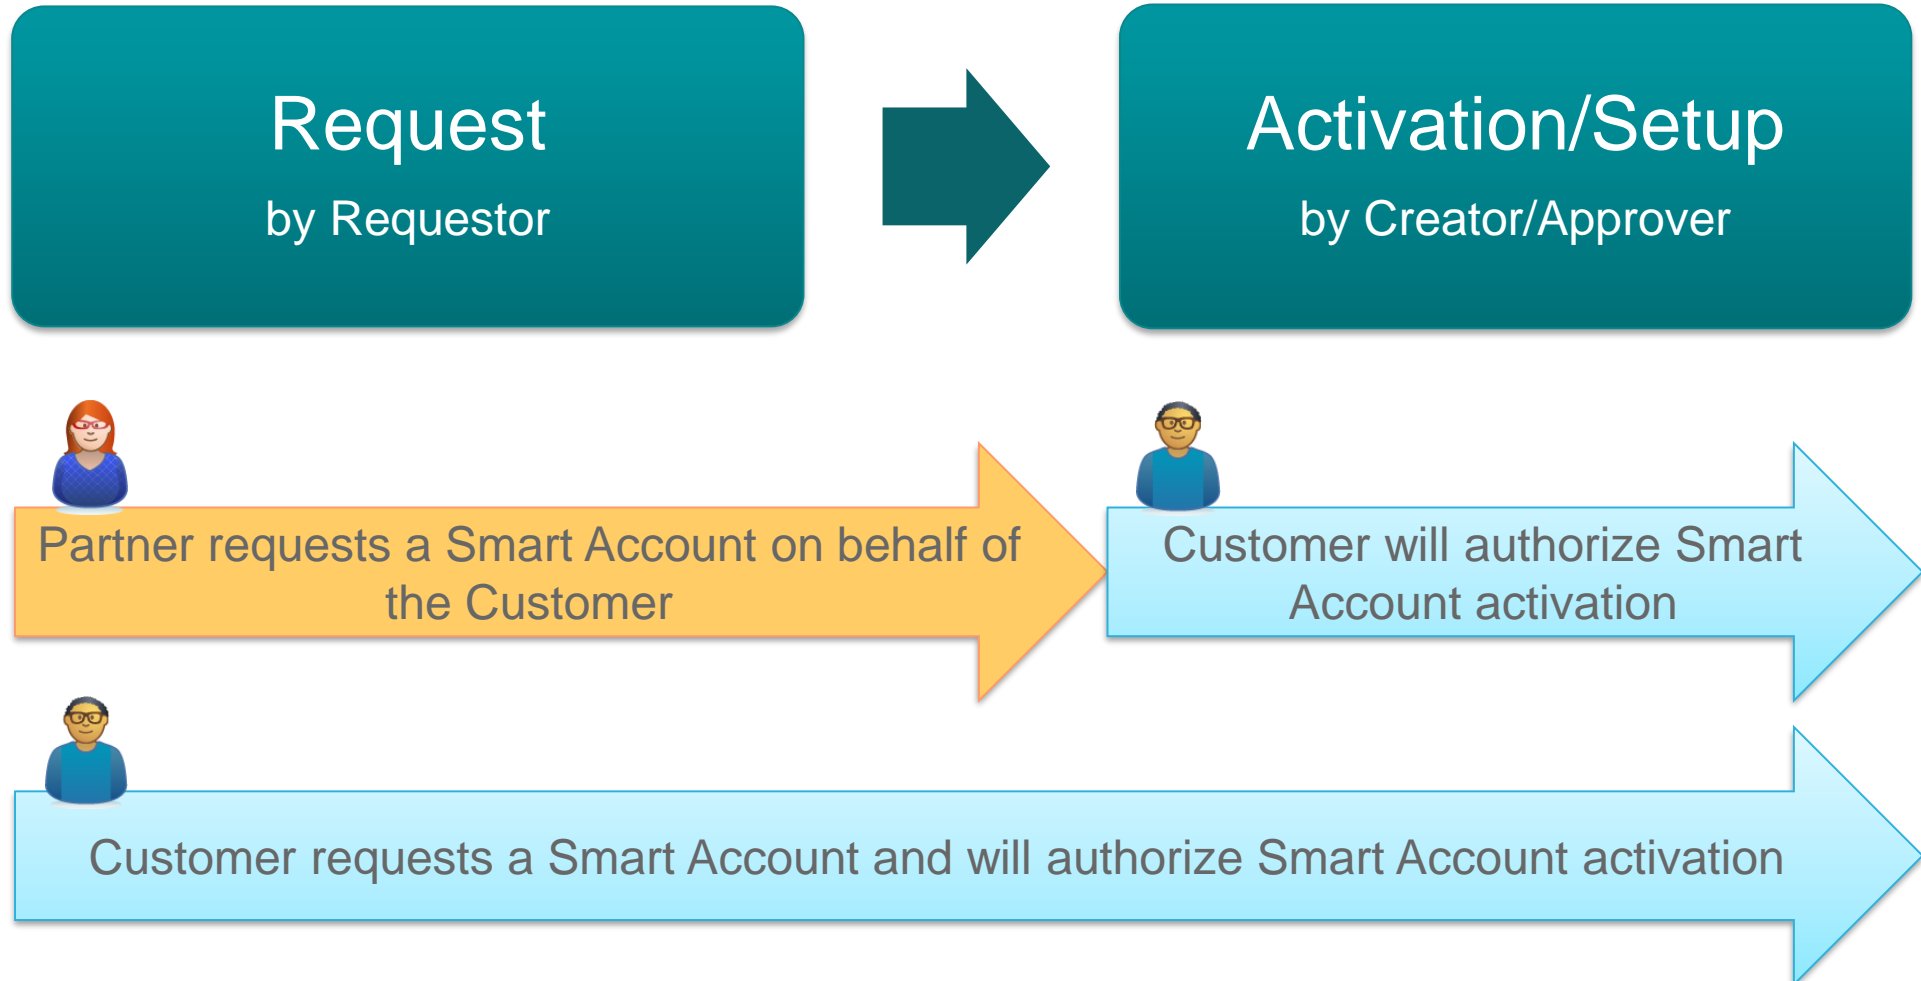 Request
by Requestor
Activation/Setup
by Creator/Approver
Partner requests a Smart Account on behalf of
the Customer
Customer will authorize Smart
Account activation
Customer requests a Smart Account and will authorize Smart Account activation